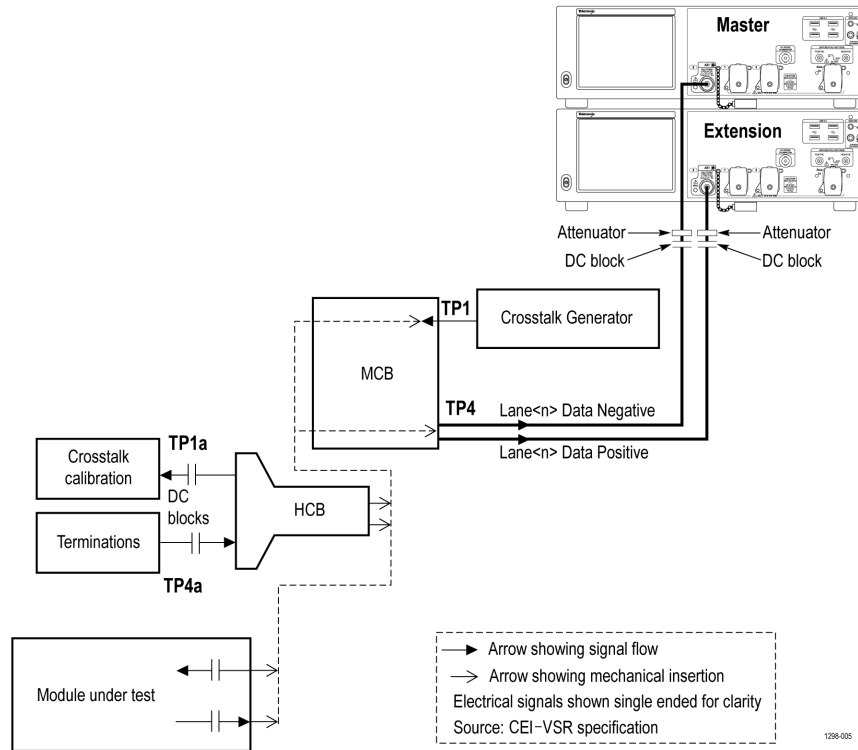 Tektronix
Master
Tektronix
Extension
Attenuator
Attenuator
DC block
DC block
TP1
Crosstalk Generator
MCB
TP4
Lane<n> Data Negative
Lane<n> Data Positive
TP1a
Crosstalk
calibration
DC
blocks
HCB
Terminations
TP4a
Module under test
Arrow showing signal flow
Arrow showing mechanical insertion
Electrical signals shown single ended for clarity
Source: CEI-VSR specification
1298-005